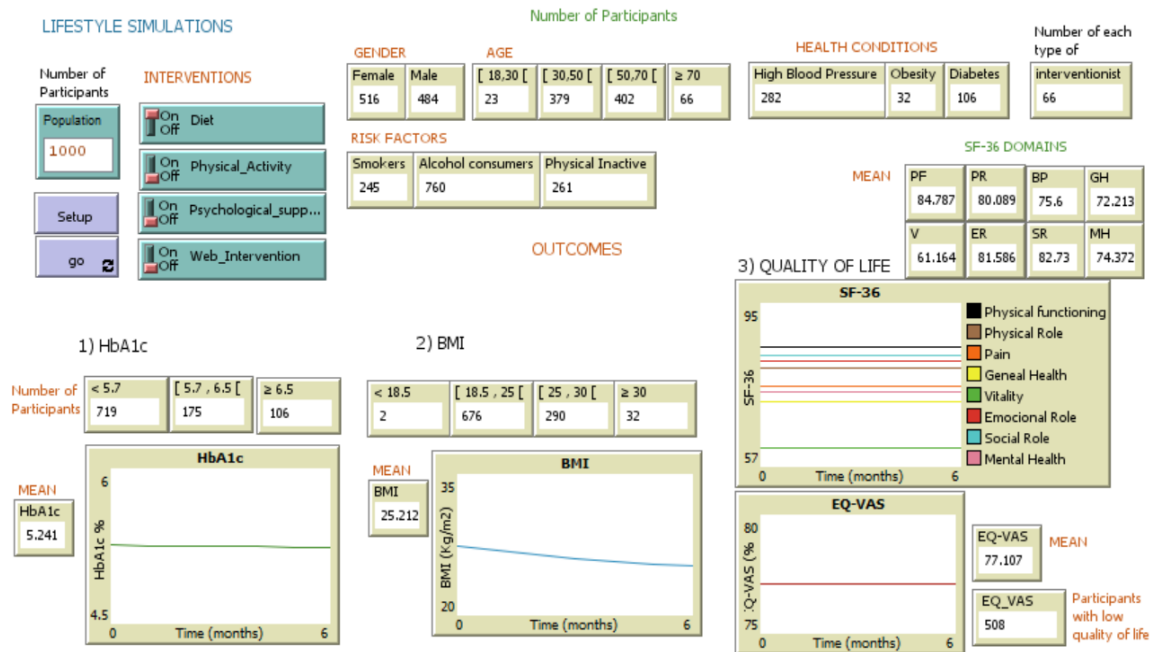 LIFESTYLE SIMULATIONS
Number of
Participants
Population
1000
Setup
go
INTERVENTIONS
On
Off
Diet
On
Off
Physical_Activity
On
Off
Psychological_supp...
On
Off
Web_Intervention
Number of Participants
GENDER
Female
516
Male
484
AGE
[ 18,30 [
23
[ 30,50 [
379
[ 50,70 [
402
≥ 70
66
HEALTH CONDITIONS
High Blood Pressure
282
Obesity
32
Diabetes
106
Number of each
type of
interventionist
66
RISK FACTORS
Smokers
245
Alcohol consumers
760
Physical Inactive
261
SF-36 DOMAINS
MEAN
PF
84.787
PR
80.089
BP
75.6
GH
72.213
V
61.164
ER
81.586
SR
82.73
MH
74.372
OUTCOMES
1) HbA1c
Number of
Participants
< 5.7
719
[ 5.7 , 6.5 [
175
≥ 6.5
106
MEAN
HbA1c
5.241
HbA1c
HbA1c %
6
4.5
0
Time (months)
6
2) BMI
< 18.5
2
[ 18.5 , 25 [
676
[ 25 , 30 [
290
≥ 30
32
MEAN
BMI
25.212
BMI
BMI (Kg/m2)
35
20
0
Time (months)
6
3) QUALITY OF LIFE
SF-36
SF-36
95
57
0
Time (months)
6
Physical functioning
Physical Role
Pain
Geneal Health
Vitality
Emocional Role
Social Role
Mental Health
EQ-VAS
EQ-VAS (%
80
75
0
Time (months)
6
EQ-VAS
77.107
MEAN
EQ_VAS
508
Participants
with low
quality of life